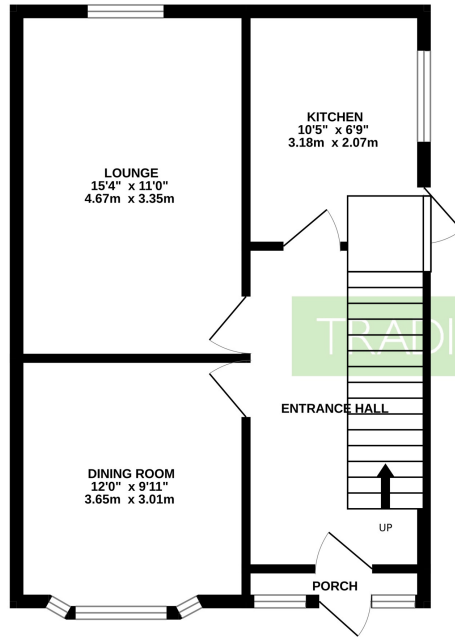 KITCHEN
10'5" x 6'9"
3.18m x 2.07m
LOUNGE
15'4" x 11'0"
4.67m x 3.35m
TRADI
ENTRANCE HALL
DINING ROOM
12'0" x 9'11"
3.65m x 3.01m
UP
PORCH